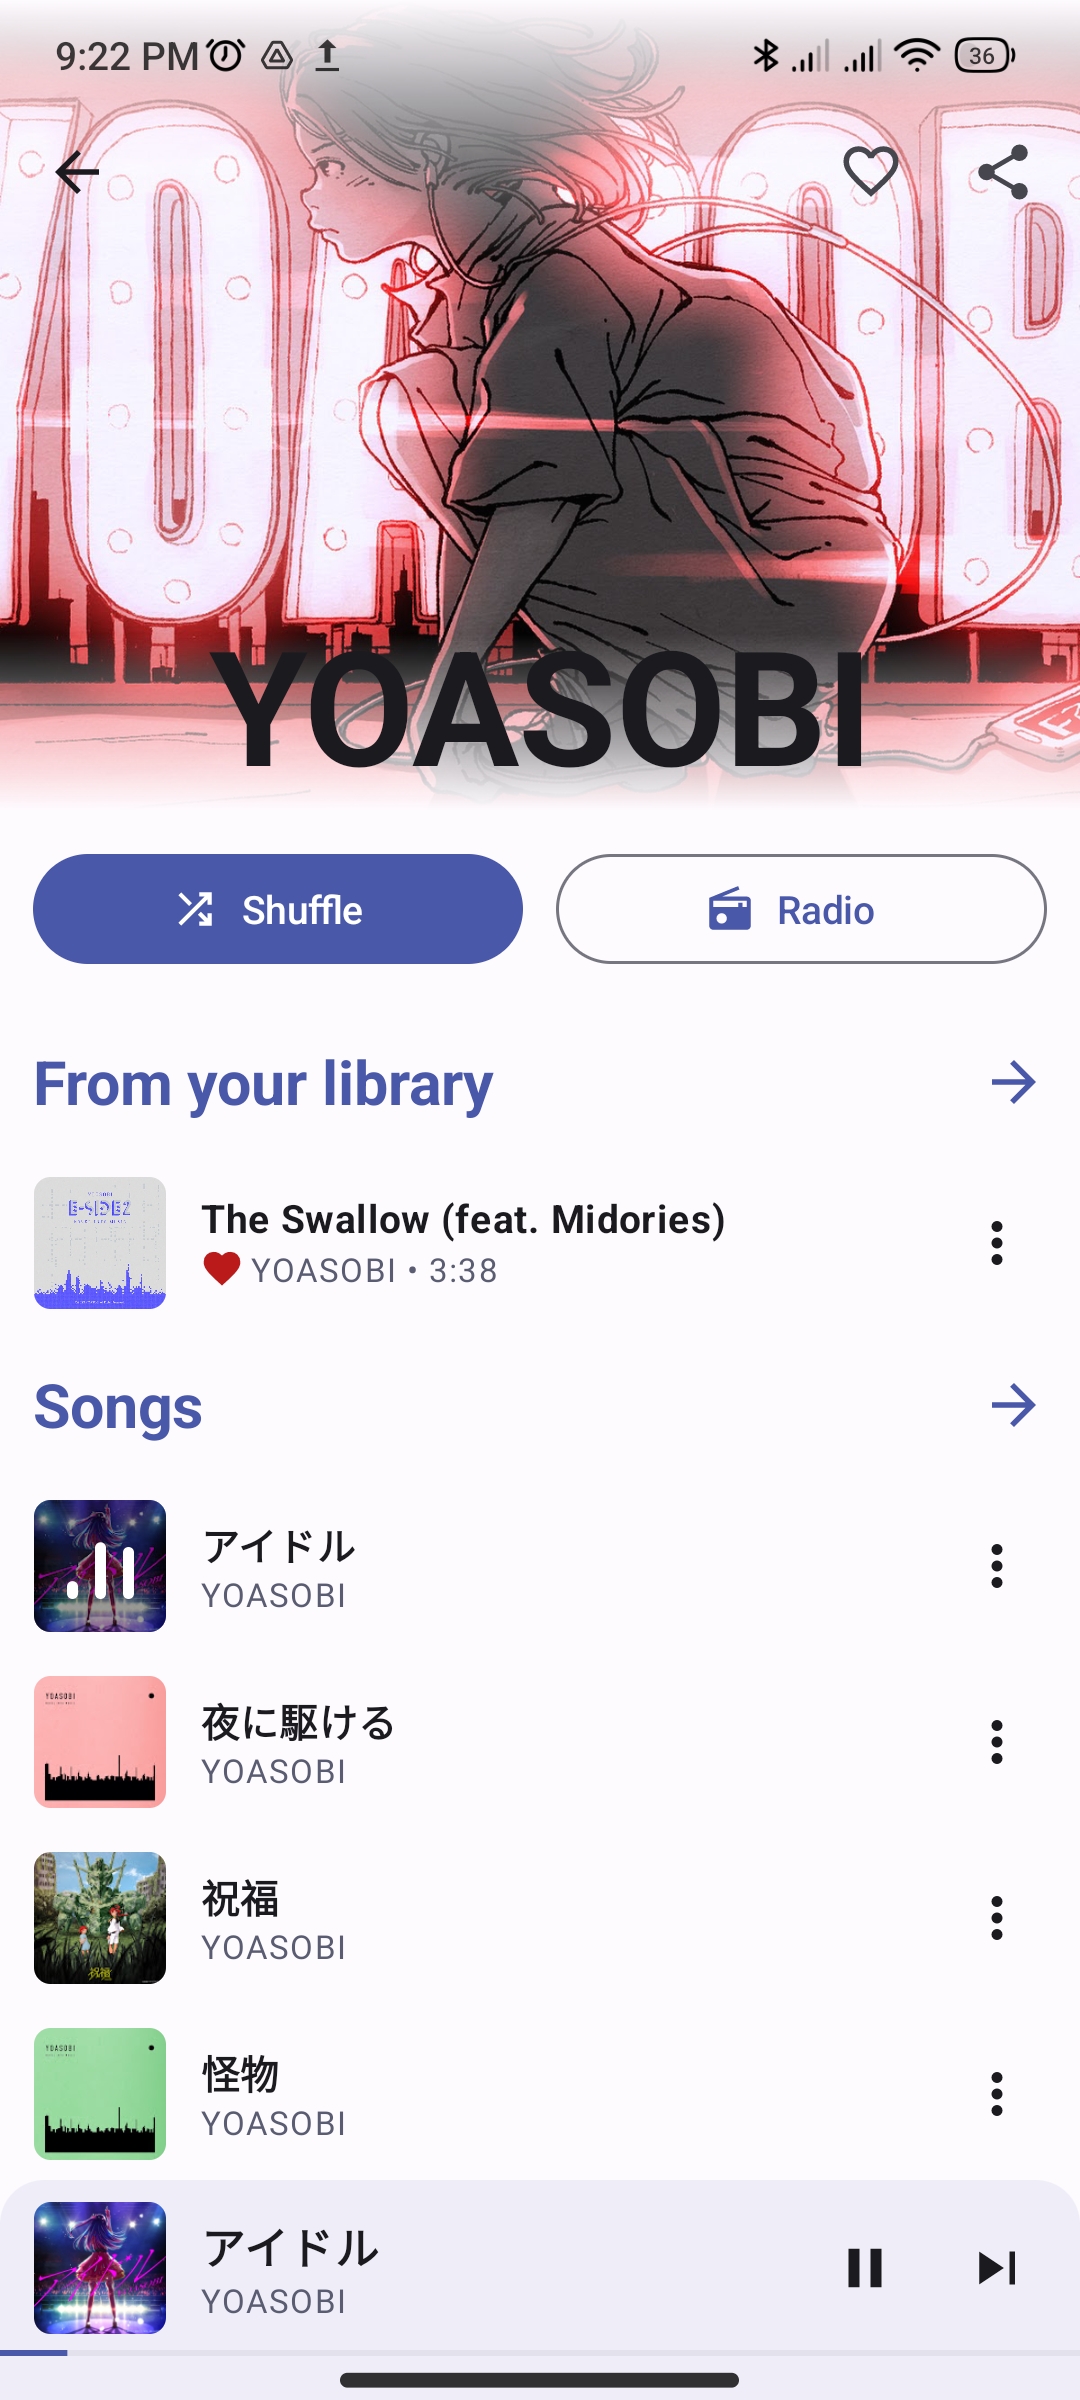 9:22 PM
36
YOASOBI
Shuffle
Radio
From your library
The Swallow (feat. Midories)
YOASOBI • 3:38
Songs
アイドル
YOASOBI
夜に駆ける
YOASOBI
祝福
YOASOBI
怪物
YOASOBI
アイドル
YOASOBI